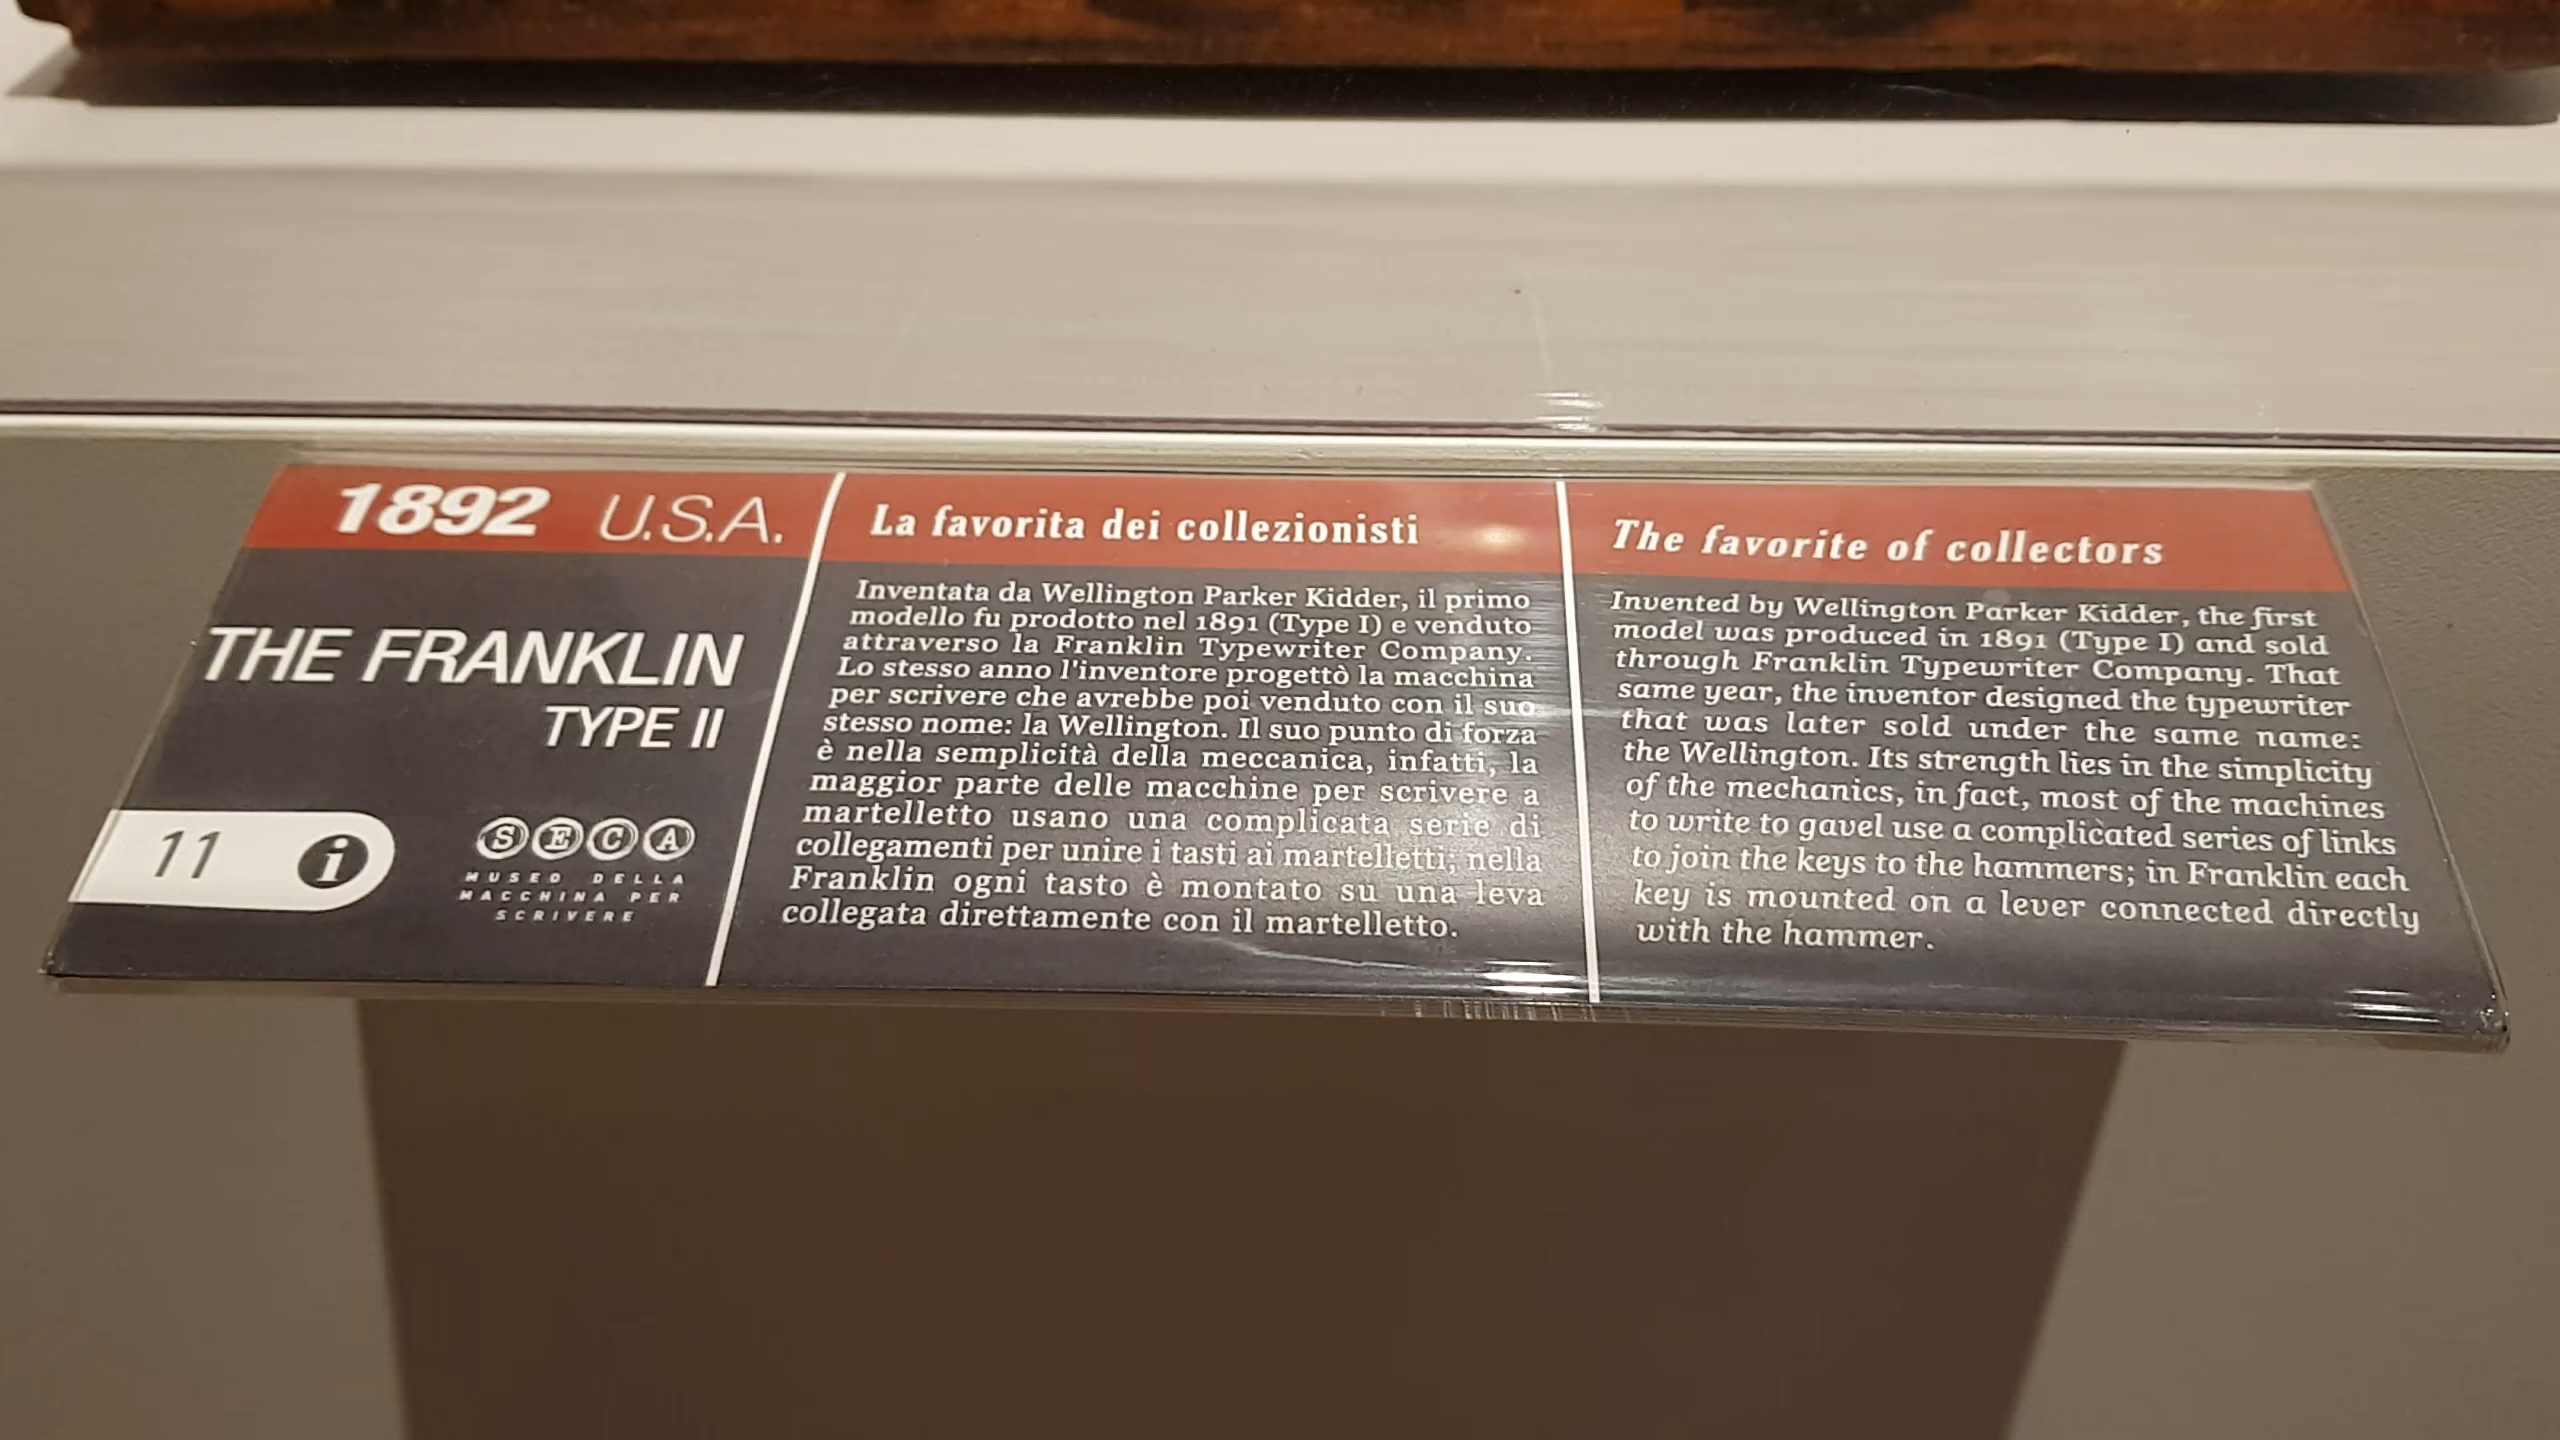 1892 U.S.A.
THE FRANKLIN
TYPE II
11 i
SECA
MUSEO DELLA
MACCHINA PER
SCRIVERE
La favorita dei collezionisti
Inventata da Wellington Parker Kidder, il primo
modello fu prodotto nel 1891 (Type I) e venduto
attraverso la Franklin Typewriter Company.
Lo stesso anno l'inventore progettò la macchina
per scrivere che avrebbe poi venduto con il suo
stesso nome: la Wellington. Il suo punto di forza
è nella semplicità della meccanica, infatti, la
maggior parte delle macchine per scrivere a
martelletto usano una complicata serie di
collegamenti per unire i tasti ai martelletti; nella
Franklin ogni tasto è montato su una leva
collegata direttamente con il martelletto.
The favorite of collectors
Invented by Wellington Parker Kidder, the first
model was produced in 1891 (Type I) and sold
through Franklin Typewriter Company. That
same year, the inventor designed the typewriter
that was later sold under the same name:
the Wellington. Its strength lies in the simplicity
of the mechanics, in fact, most of the machines
to write to gavel use a complicated series of links
to join the keys to the hammers; in Franklin each
key is mounted on a lever connected directly
with the hammer.